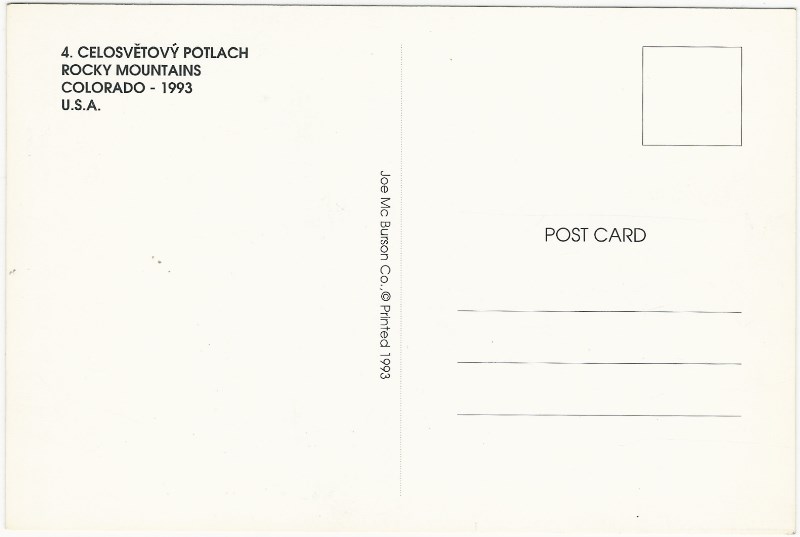 4. CELOSVĚTOVÝ POTLACH
ROCKY MOUNTAINS
COLORADO - 1993
U.S.A.
Joe Mc Burson Co., © Printed 1993
POST CARD